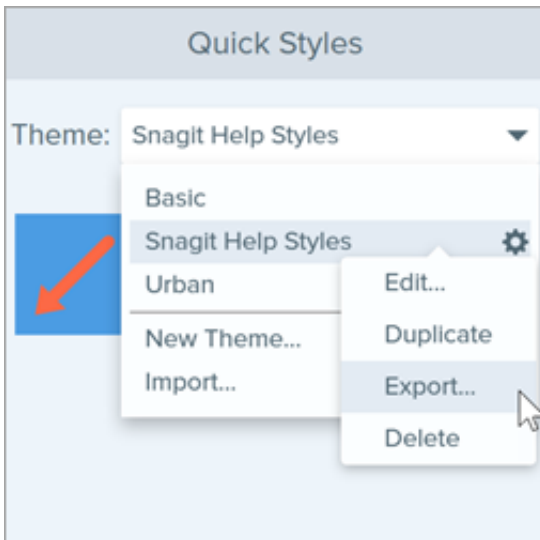 Quick Styles
Theme: Snagit Help Styles
Basic
Snagit Help Styles
Urban
New Theme...
Import...
Edit...
Duplicate
Export...
Delete